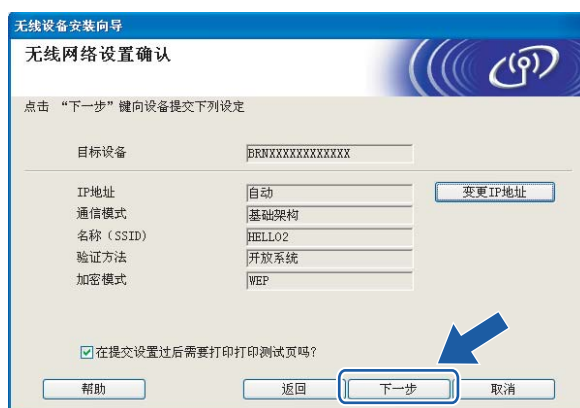 无线设备安装向导
无线网络设置确认
点击 “下一步”键向设备提交下列设定
目标设备 BRNXXXXXXXXXXXX
IP地址 自动 变更IP地址
通信模式 基础架构
名称（SSID） HELLO2
验证方法 开放系统
加密模式 WEP
在提交设置过后需要打印打印测试页吗?
帮助 返回 下一步 取消